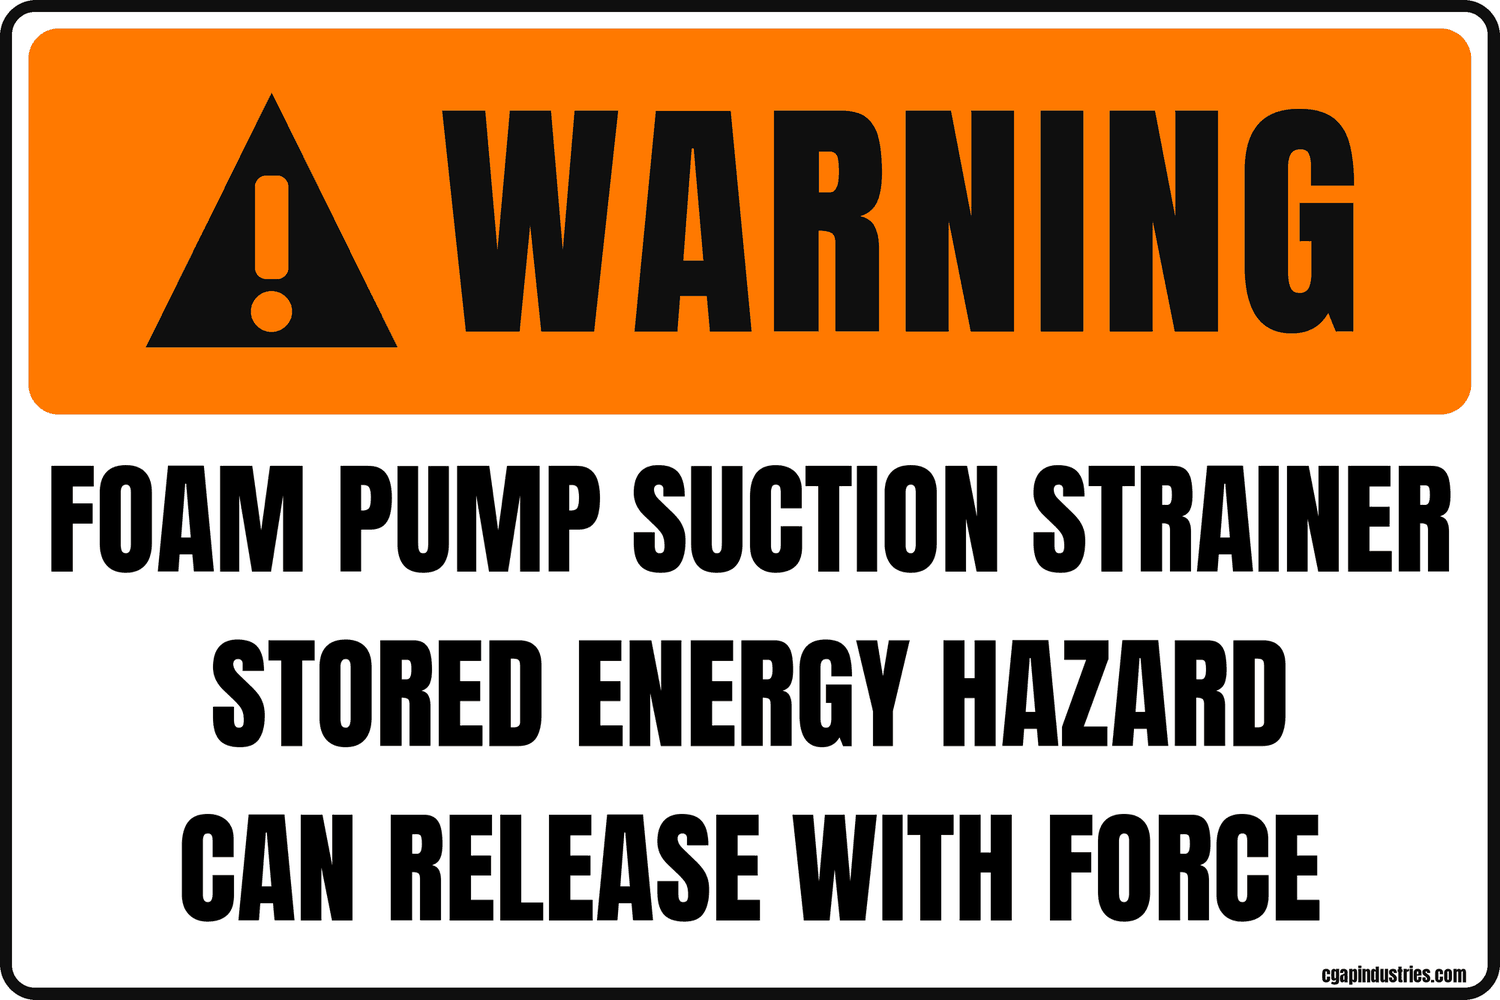 WARNING
FOAM PUMP SUCTION STRAINER
STORED ENERGY HAZARD
CAN RELEASE WITH FORCE
cgapindustries.com